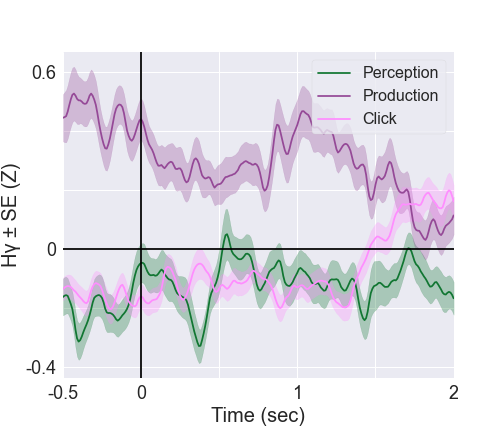 Perception
Production
Click
0.6
0
-0.4
Hγ ± SE (Z)
-0.5 0 1 2
Time (sec)